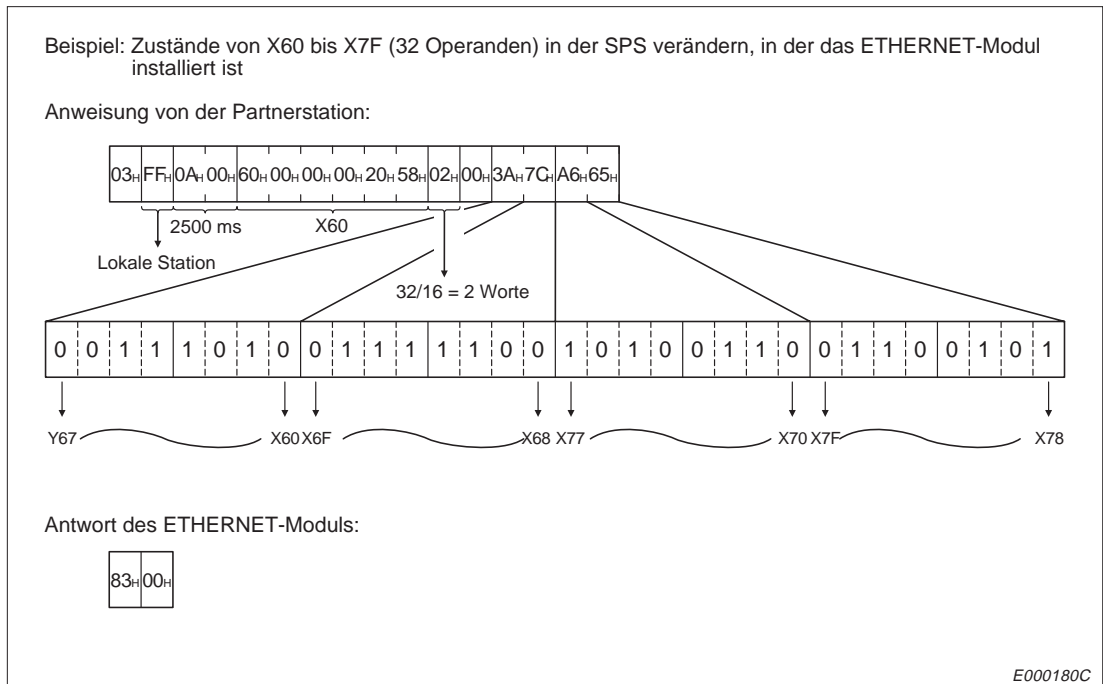 Beispiel: Zustände von X60 bis X7F (32 Operanden) in der SPS verändern, in der das ETHERNET-Modul
installiert ist
Anweisung von der Partnerstation:
03H FFH 0AH 00H 60H 00H 00H 00H 20H 58H 02H 00H 3AH 7CH A6H 65H
2500 ms X60
Lokale Station
32/16 = 2 Worte
0 0 1 1 1 0 1 0 0 1 1 1 1 1 0 0 1 0 1 0 0 1 1 0 0 1 1 0 0 1 0 1
Y67 X60 X6F X68 X77 X70 X7F X78
Antwort des ETHERNET-Moduls:
83H 00H
E000180C